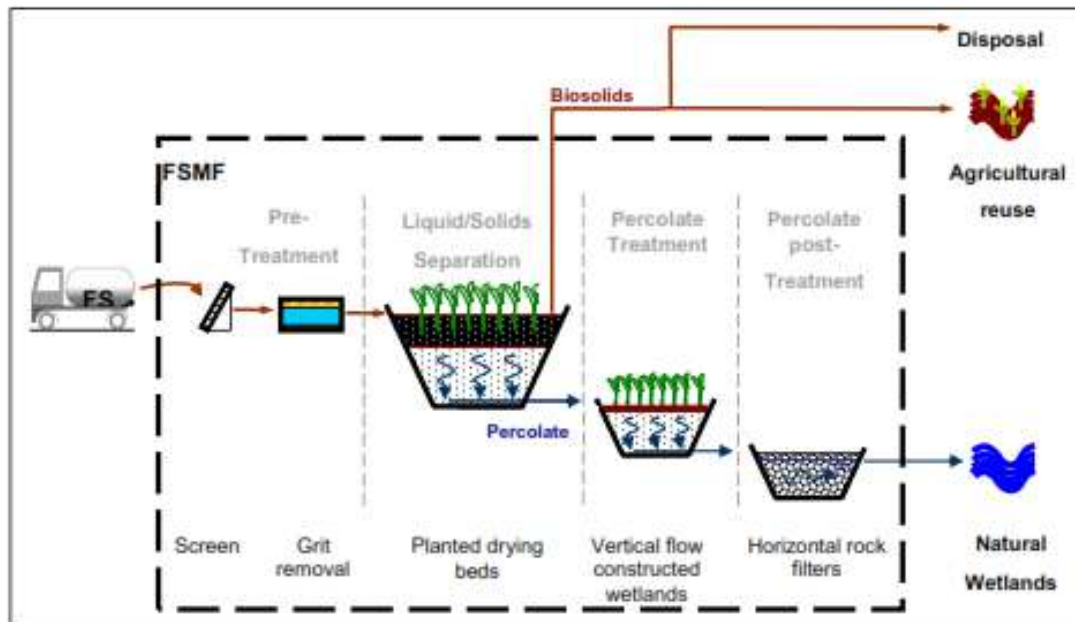 Disposal
Biosolids
FSMF
Agricultural
reuse
Pre-
Treatment
Liquid/Solids
Separation
Percolate
Treatment
Percolate
post-
Treatment
FS
Percolate
Screen
Grit
removal
Planted drying
beds
Vertical flow
constructed
wetlands
Horizontal rock
filters
Natural
Wetlands